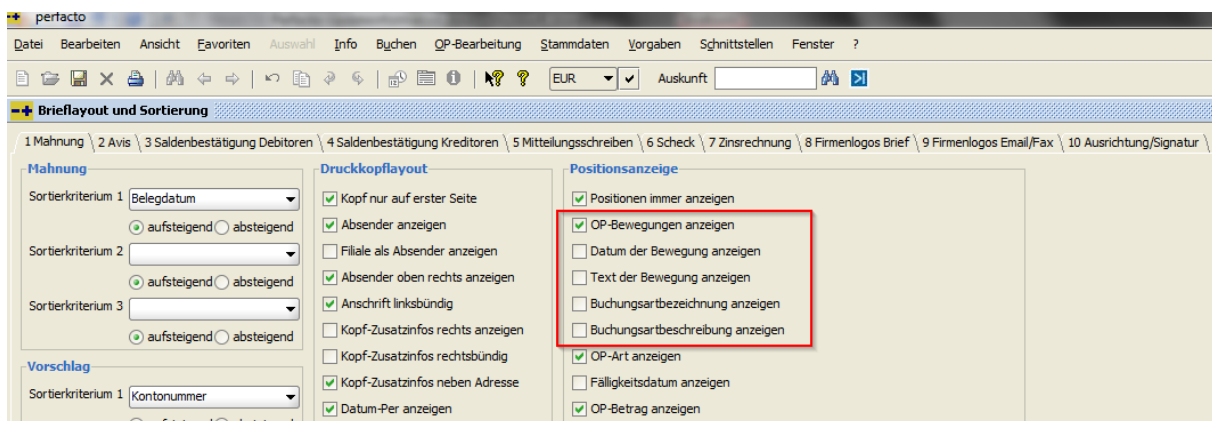 perfacto
Datei Bearbeiten Ansicht Favoriten Auswahl Info Buchen OP-Bearbeitung Stammdaten Vorgaben Schnittstellen Fenster ?
EUR Auskunft
Brieflayout und Sortierung
1 Mahnung \ 2 Avis \ 3 Saldenbestätigung Debitoren \ 4 Saldenbestätigung Kreditoren \ 5 Mitteilungsschreiben \ 6 Scheck \ 7 Zinsrechnung \ 8 Firmenlogos Brief \ 9 Firmenlogos Email/Fax \ 10 Ausrichtung/Signatur \
Mahnung
Sortierkriterium 1 Belegdatum
aufsteigend absteigend
Sortierkriterium 2
aufsteigend absteigend
Sortierkriterium 3
aufsteigend absteigend
Vorschlag
Sortierkriterium 1 Kontonummer
Druckkopflayout
Kopf nur auf erster Seite
Absender anzeigen
Filiale als Absender anzeigen
Absender oben rechts anzeigen
Anschrift linksbündig
Kopf-Zusatzinfos rechts anzeigen
Kopf-Zusatzinfos rechtsbündig
Kopf-Zusatzinfos neben Adresse
Datum-Per anzeigen
Positionsanzeige
Positionen immer anzeigen
OP-Bewegungen anzeigen
Datum der Bewegung anzeigen
Text der Bewegung anzeigen
Buchungsartbezeichnung anzeigen
Buchungsartbeschreibung anzeigen
OP-Art anzeigen
Fälligkeitsdatum anzeigen
OP-Betrag anzeigen